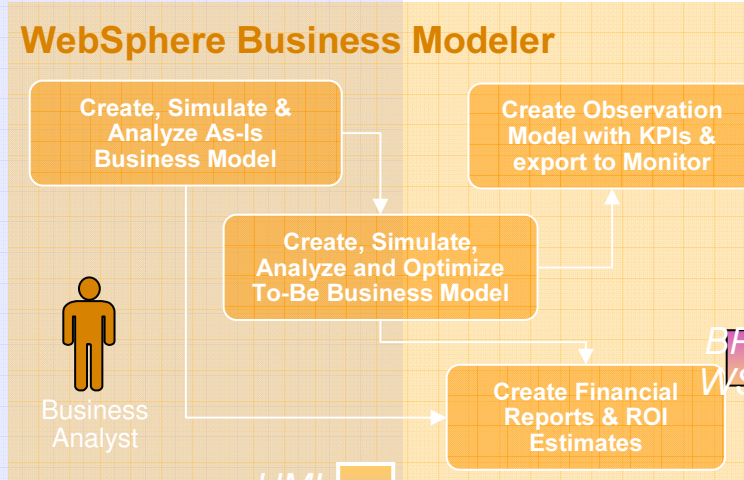 WebSphere Business Modeler
Create, Simulate &
Analyze As-Is
Business Model
Create Observation
Model with KPIs &
export to Monitor
Create, Simulate,
Analyze and Optimize
To-Be Business Model
Create Financial
Reports & ROI
Estimates
Business
Analyst